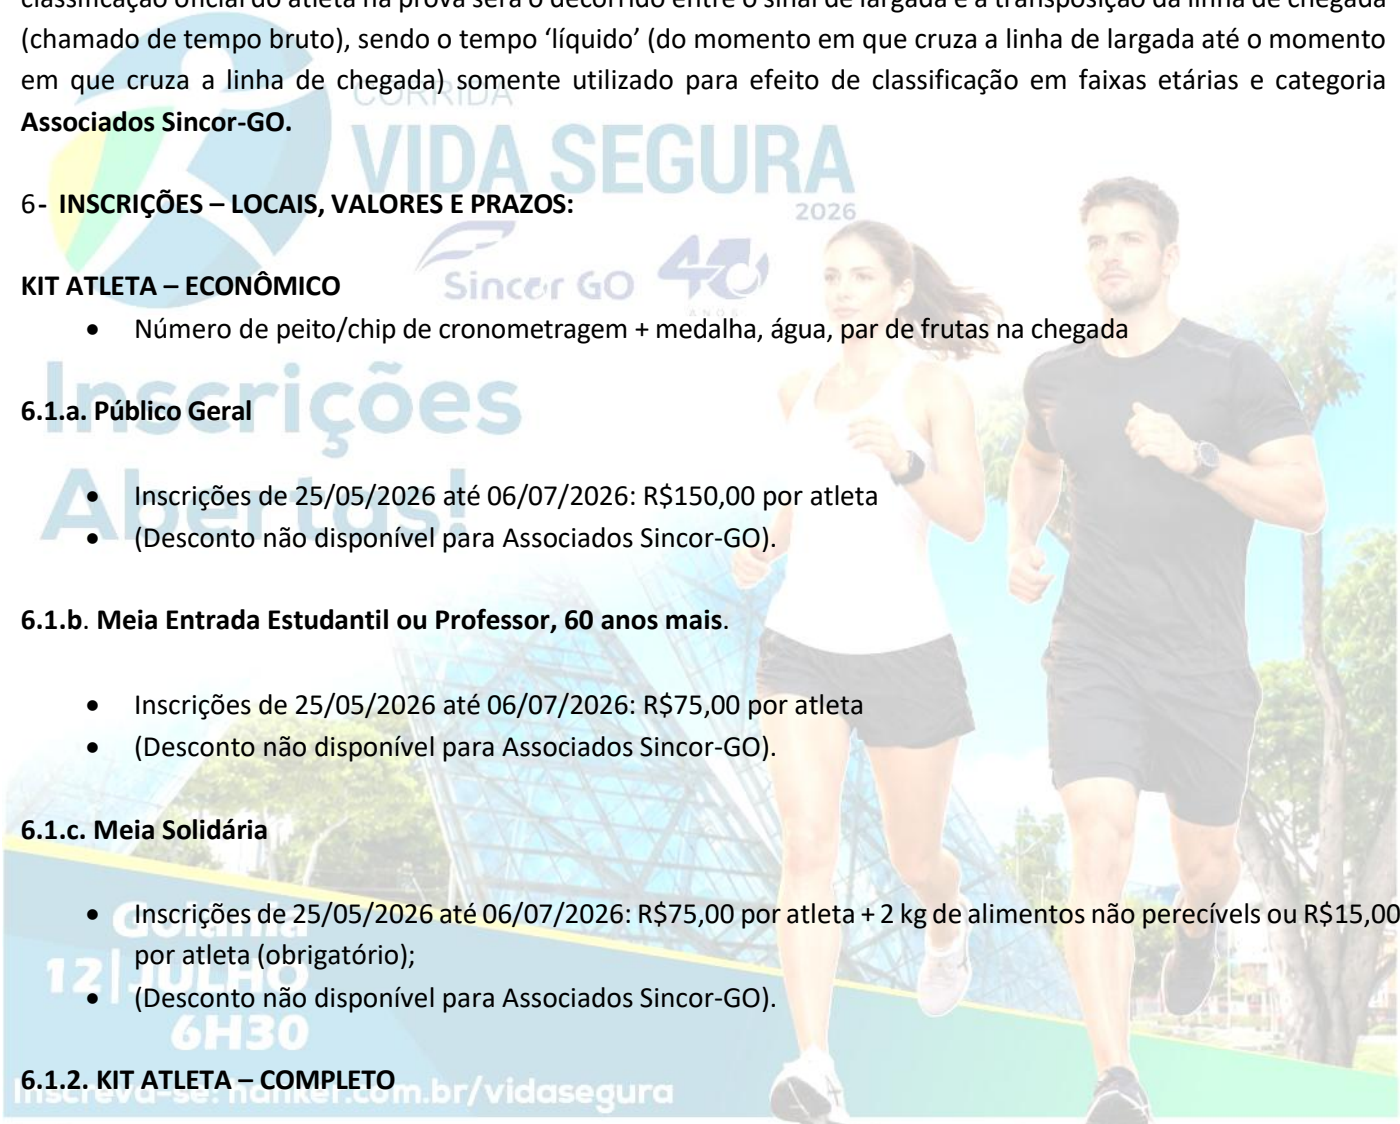 classificação oficial do atleta na prova será o decorrido entre o sinal de largada e a transposição da linha de chegada
(chamado de tempo bruto), sendo o tempo ‘líquido’ (do momento em que cruza a linha de largada até o momento
em que cruza a linha de chegada) somente utilizado para efeito de classificação em faixas etárias e categoria
Associados Sincor-GO.
CORRIDA
VIDA SEGURA
2026
6- INSCRIÇÕES – LOCAIS, VALORES E PRAZOS:
Sincor GO 40
ANOS
KIT ATLETA – ECONÔMICO
• Número de peito/chip de cronometragem + medalha, água, par de frutas na chegada
Inscrições
Abertas!
6.1.a. Público Geral
• Inscrições de 25/05/2026 até 06/07/2026: R$150,00 por atleta
• (Desconto não disponível para Associados Sincor-GO).
6.1.b. Meia Entrada Estudantil ou Professor, 60 anos mais.
• Inscrições de 25/05/2026 até 06/07/2026: R$75,00 por atleta
• (Desconto não disponível para Associados Sincor-GO).
6.1.c. Meia Solidária
• Inscrições de 25/05/2026 até 06/07/2026: R$75,00 por atleta + 2 kg de alimentos não perecívels ou R$15,00
por atleta (obrigatório);
• (Desconto não disponível para Associados Sincor-GO).
Goiânia
12 | JULHO
6H30
6.1.2. KIT ATLETA – COMPLETO
Inscreva-se: hanker.com.br/vidasegura